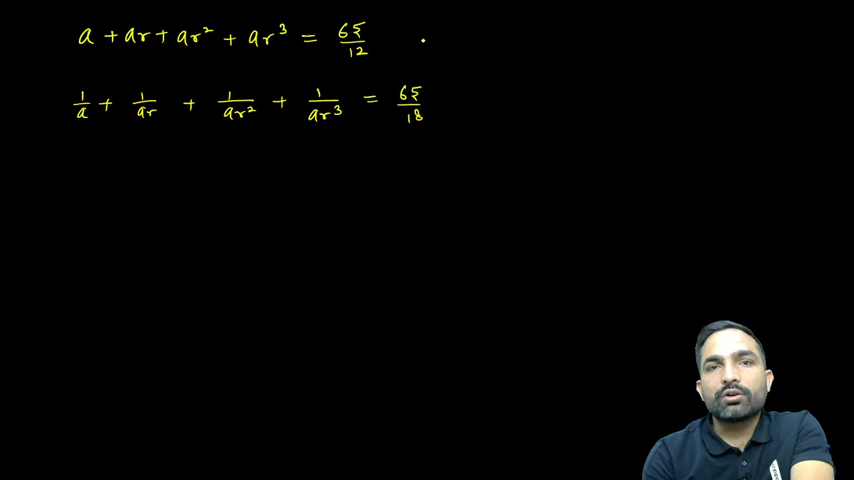 a + ar + ar² + ar³ = 65/12
1/a + 1/ar + 1/ar² + 1/ar³ = 65/18